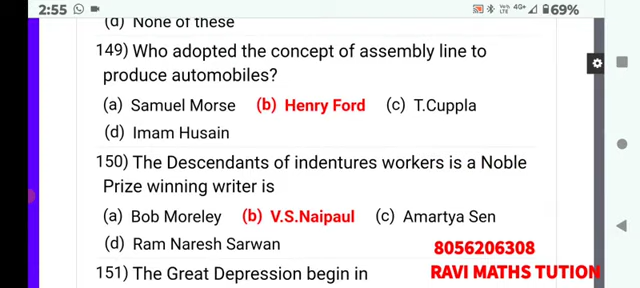 2:55 69%
(d) None of these
149) Who adopted the concept of assembly line to
produce automobiles?
(a) Samuel Morse (b) Henry Ford (c) T.Cuppla
(d) Imam Husain
150) The Descendants of indentures workers is a Noble
Prize winning writer is
(a) Bob Moreley (b) V.S.Naipaul (c) Amartya Sen
(d) Ram Naresh Sarwan
8056206308
151) The Great Depression begin in
RAVI MATHS TUTION